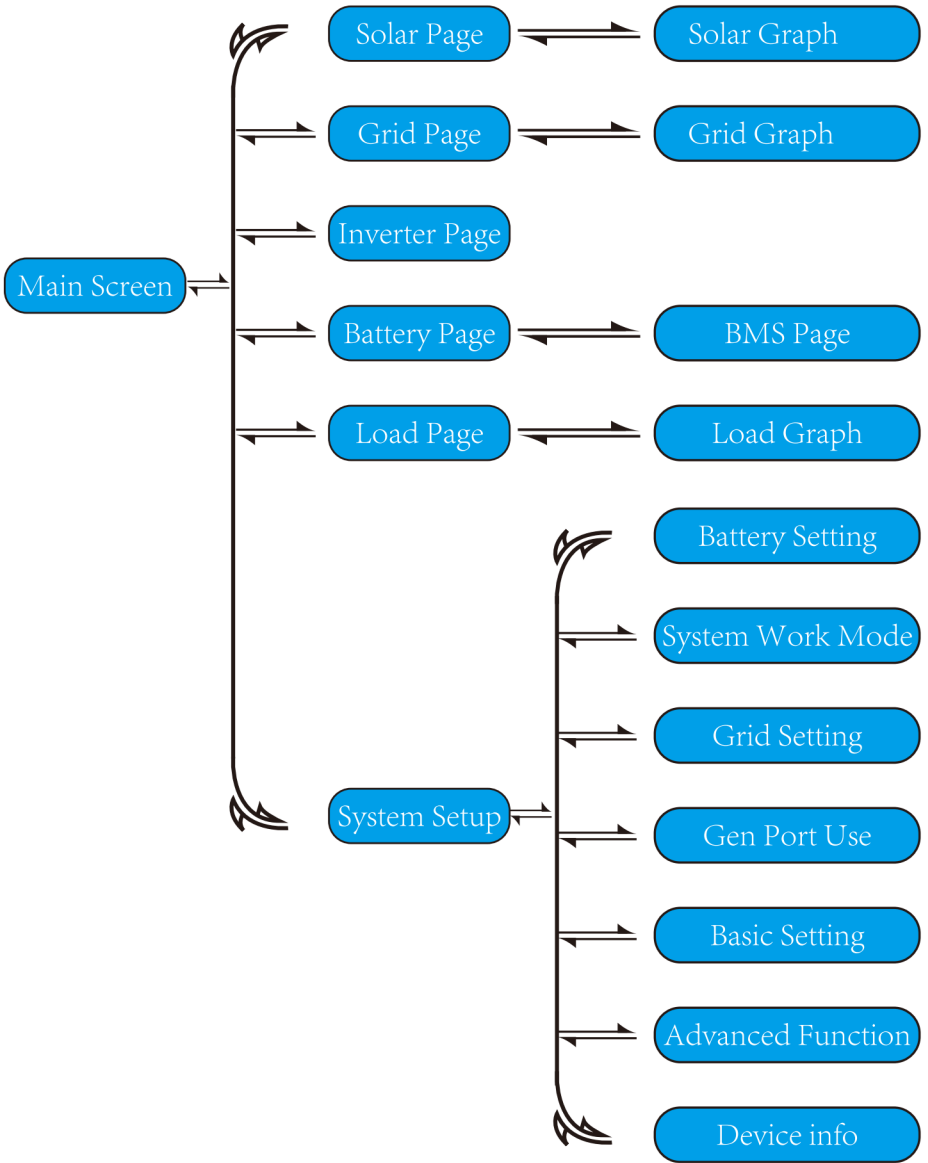 Solar Page
Solar Graph
Grid Page
Grid Graph
Inverter Page
Main Screen
Battery Page
BMS Page
Load Page
Load Graph
Battery Setting
System Work Mode
Grid Setting
System Setup
Gen Port Use
Basic Setting
Advanced Function
Device info